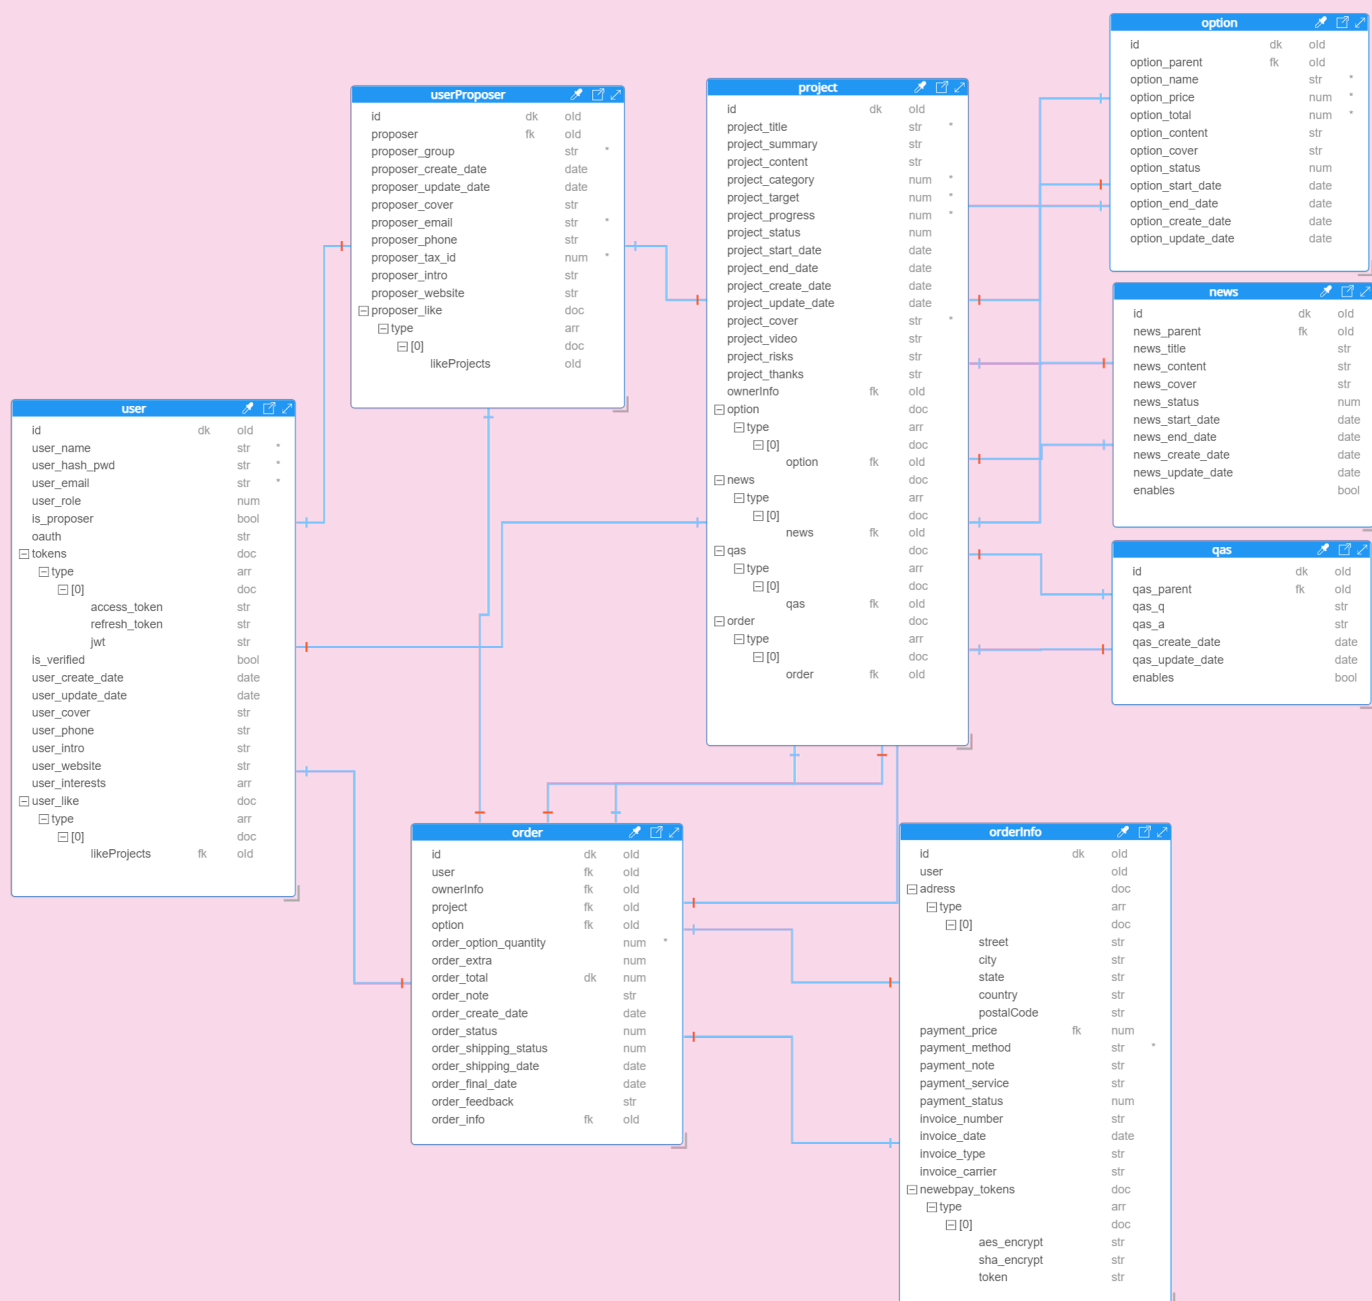 option
id dk oId
option_parent fk oId
option_name str *
option_price num *
option_total num *
option_content str
option_cover str
option_status num
option_start_date date
option_end_date date
option_create_date date
option_update_date date
userProposer
id dk oId
proposer fk oId
proposer_group str *
proposer_create_date date
proposer_update_date date
proposer_cover str
proposer_email str *
proposer_phone str
proposer_tax_id num *
proposer_intro str
proposer_website str
proposer_like doc
type arr
[0] doc
likeProjects oId
project
id dk oId
project_title str *
project_summary str
project_content str
project_category num *
project_target num *
project_progress num *
project_status num
project_start_date date
project_end_date date
project_create_date date
project_update_date date
project_cover str *
project_video str
project_risks str
project_thanks str
ownerInfo fk oId
option doc
type arr
[0] doc
option fk oId
news doc
type arr
[0] doc
news fk oId
qas doc
type arr
[0] doc
qas fk oId
order doc
type arr
[0] doc
order fk oId
news
id dk oId
news_parent fk oId
news_title str
news_content str
news_cover str
news_status num
news_start_date date
news_end_date date
news_create_date date
news_update_date date
enables bool
user
id dk oId
user_name str *
user_hash_pwd str *
user_email str *
user_role num
is_proposer bool
oauth str
tokens doc
type arr
[0] doc
access_token str
refresh_token str
jwt str
is_verified bool
user_create_date date
user_update_date date
user_cover str
user_phone str
user_intro str
user_website str
user_interests arr
user_like doc
type arr
[0] doc
likeProjects fk oId
qas
id dk oId
qas_parent fk oId
qas_q str
qas_a str
qas_create_date date
qas_update_date date
enables bool
order
id dk oId
user fk oId
ownerInfo fk oId
project fk oId
option fk oId
order_option_quantity num *
order_extra num
order_total dk num
order_note str
order_create_date date
order_status num
order_shipping_status num
order_shipping_date date
order_final_date date
order_feedback str
order_info fk oId
orderInfo
id dk oId
user oId
adress doc
type arr
[0] doc
street str
city str
state str
country str
postalCode str
payment_price fk num
payment_method str *
payment_note str
payment_service str
payment_status num
invoice_number str
invoice_date date
invoice_type str
invoice_carrier str
newebpay_tokens doc
type arr
[0] doc
aes_encrypt str
sha_encrypt str
token str